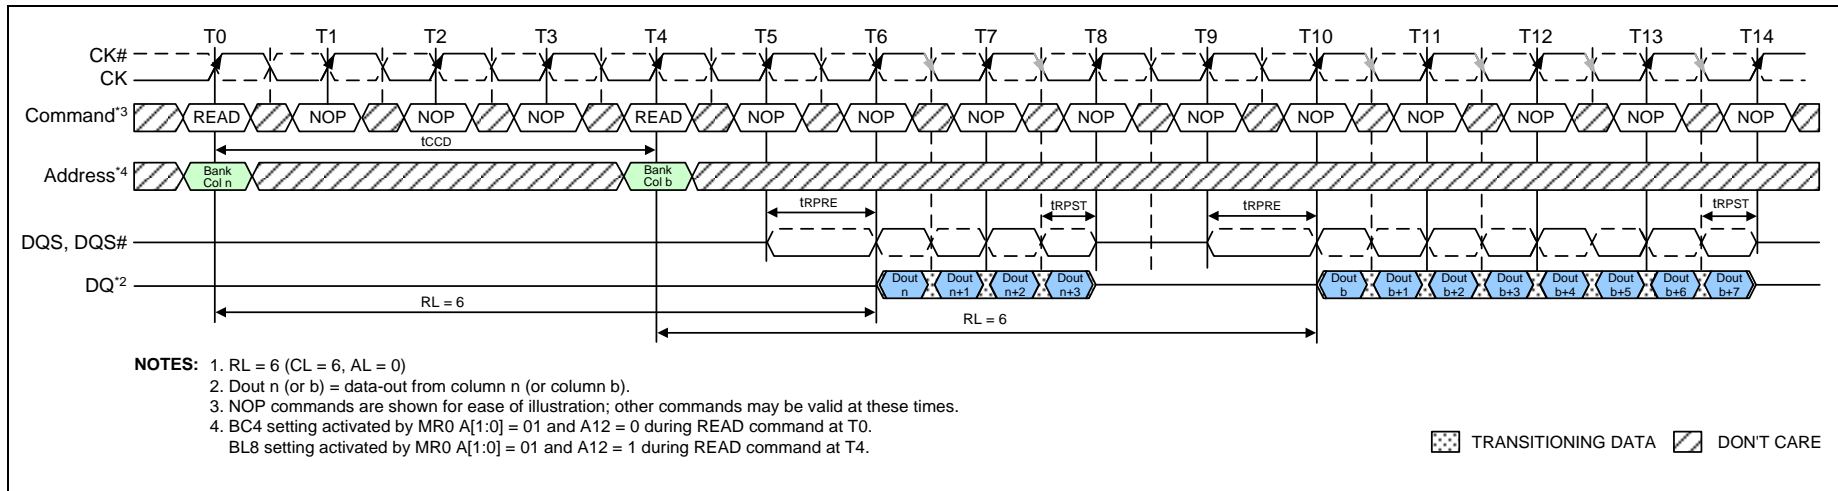 T0 T1 T2 T3 T4 T5 T6 T7 T8 T9 T10 T11 T12 T13 T14
CK#
CK
Command*3 READ NOP NOP NOP READ NOP NOP NOP NOP NOP NOP NOP NOP NOP NOP
tCCD
Address*4 Bank Col n Bank Col b
tRPRE tRPST tRPRE tRPST
DQS, DQS#
DQ*2 Dout n Dout n+1 Dout n+2 Dout n+3 Dout b Dout b+1 Dout b+2 Dout b+3 Dout b+4 Dout b+5 Dout b+6 Dout b+7
RL = 6
RL = 6
NOTES: 1. RL = 6 (CL = 6, AL = 0)
2. Dout n (or b) = data-out from column n (or column b).
3. NOP commands are shown for ease of illustration; other commands may be valid at these times.
4. BC4 setting activated by MR0 A[1:0] = 01 and A12 = 0 during READ command at T0.
BL8 setting activated by MR0 A[1:0] = 01 and A12 = 1 during READ command at T4.
TRANSITIONING DATA DON'T CARE